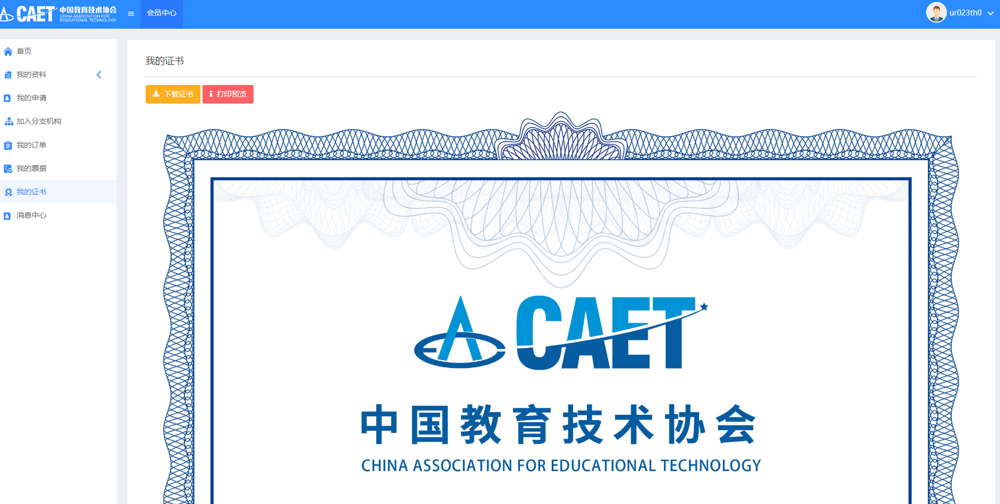 CAET 中国教育技术协会
CHINA ASSOCIATION FOR
EDUCATIONAL TECHNOLOGY
会员中心
ur023th0
首页
我的资料
我的申请
加入分支机构
我的订单
我的票据
我的证书
消息中心
我的证书
下载证书 打印预览
CAET
中国教育技术协会
CHINA ASSOCIATION FOR EDUCATIONAL TECHNOLOGY